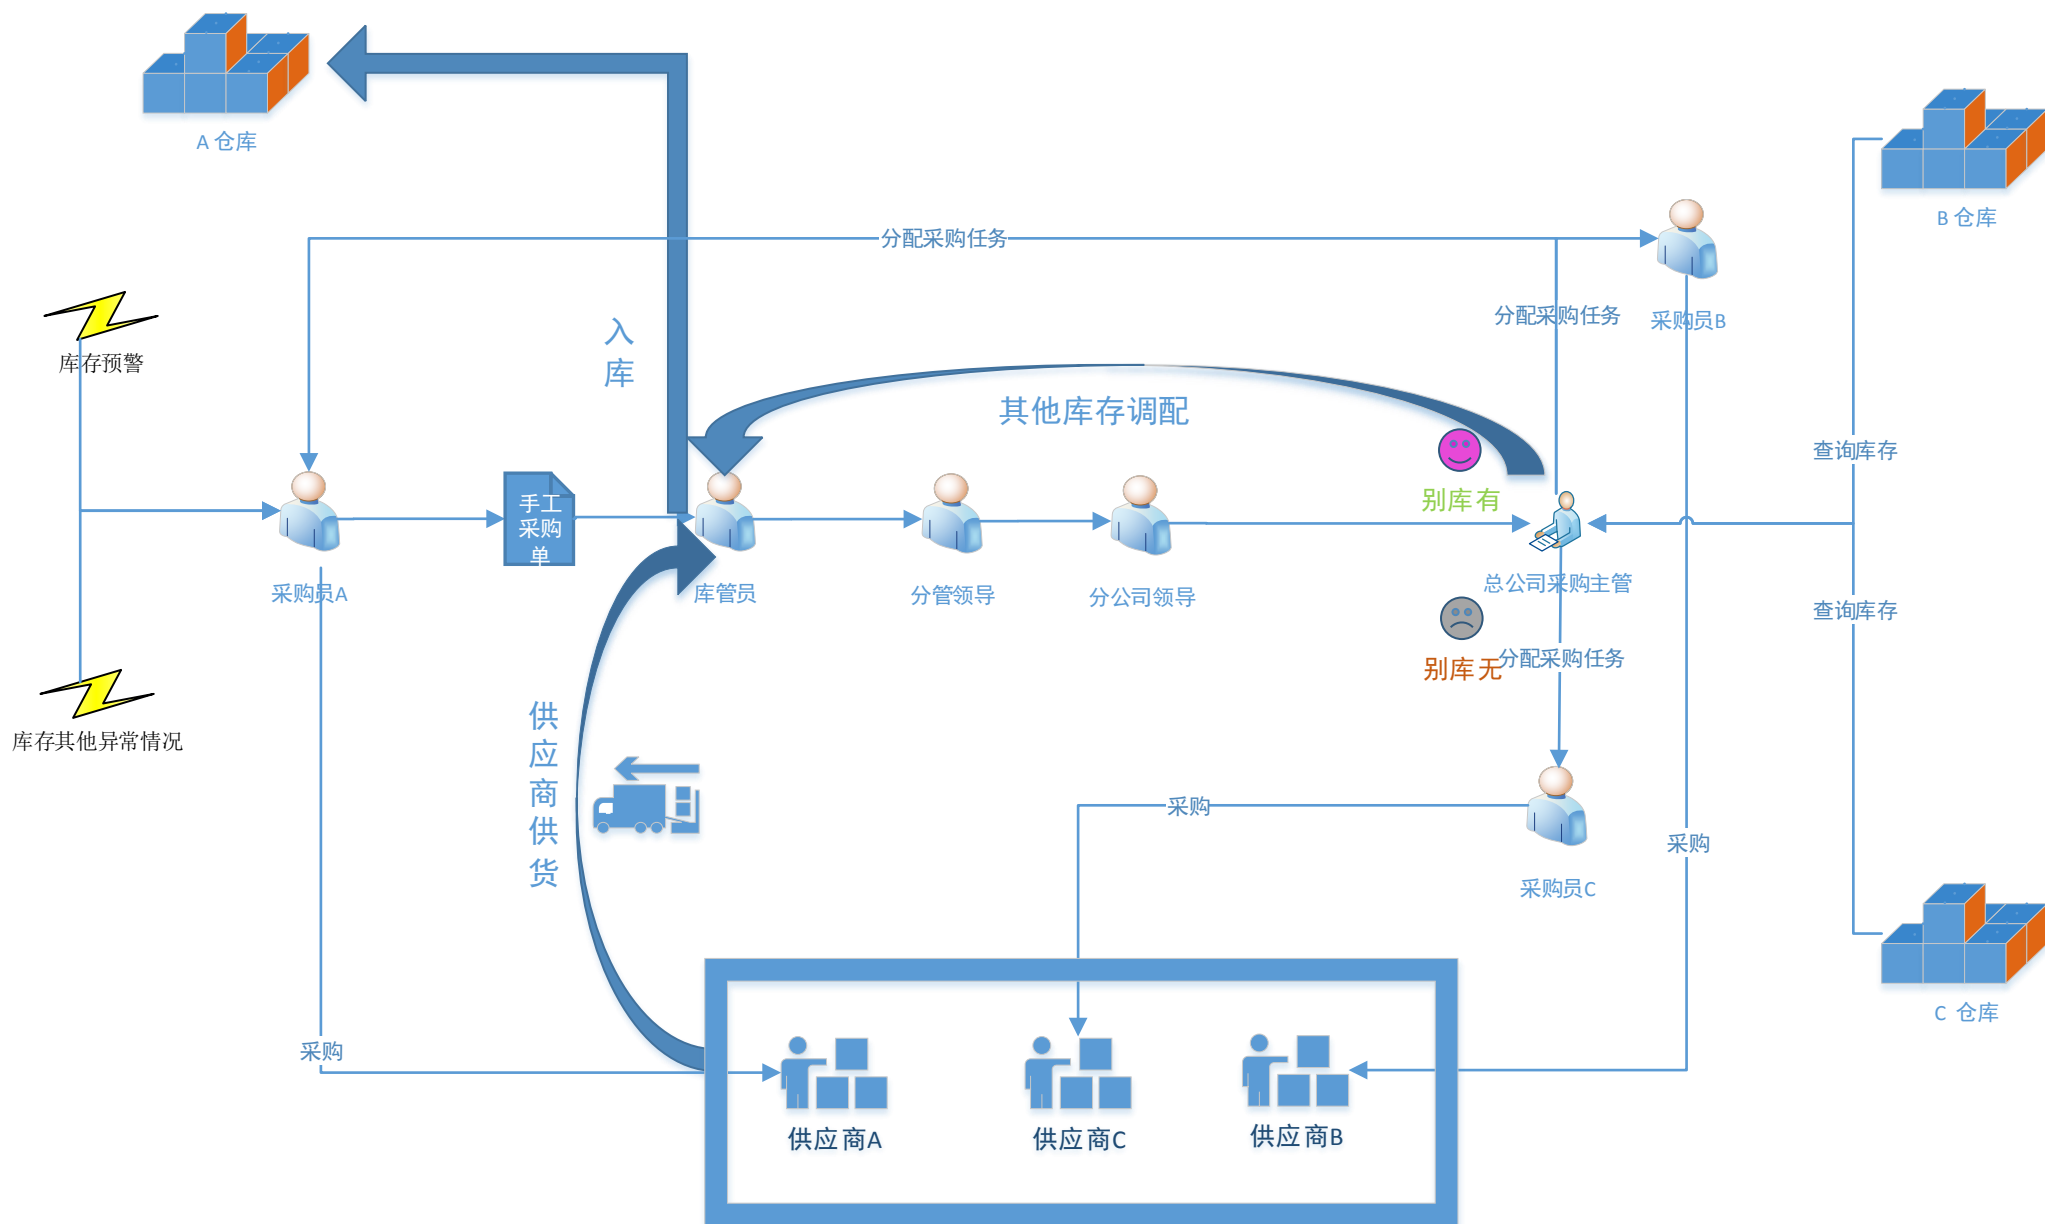 A 仓库
B 仓库
分配采购任务
分配采购任务
采购员B
入
库
库存预警
其他库存调配
查询库存
别库有
手工
采购
单
采购员A
库管员
分管领导
分公司领导
总公司采购主管
查询库存
别库无
分配采购任务
供
应
商
供
货
库存其他异常情况
采购
采购
采购员C
C 仓库
采购
供应商A
供应商C
供应商B